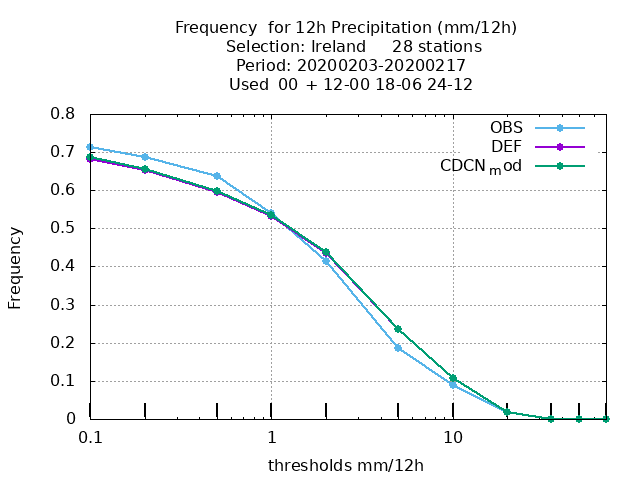 Frequency  for 12h Precipitation (mm/12h)
Selection: Ireland     28 stations
Period: 20200203-20200217
Used  00 + 12-00 18-06 24-12
OBS
DEF
CDCNmod
0.8
0.7
0.6
0.5
0.4
0.3
0.2
0.1
0
Frequency
0.1
1
10
thresholds mm/12h